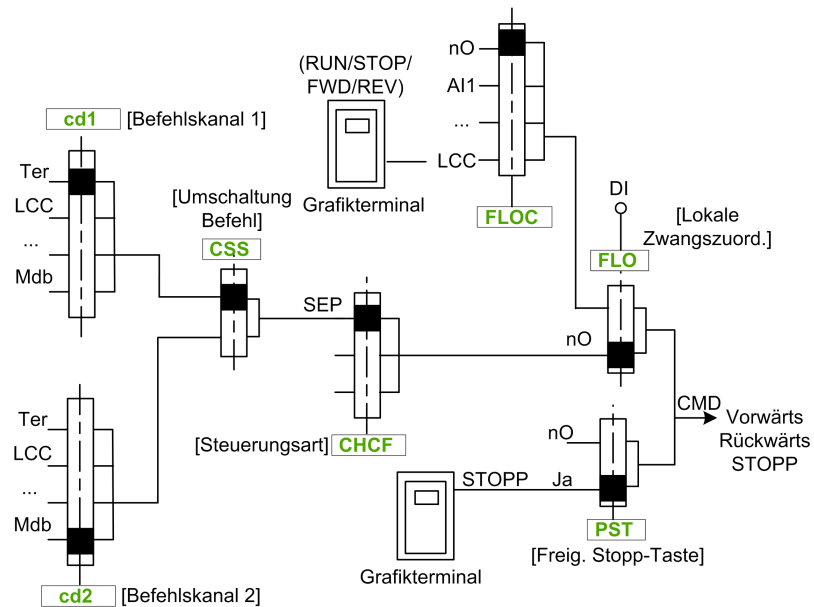 nO
AI1
...
LCC
FLOC
(RUN/STOP/
FWD/REV)
Grafikterminal
cd1 [Befehlskanal 1]
Ter
LCC
...
Mdb
[Umschaltung
Befehl]
CSS
DI
[Lokale
Zwangszuord.]
FLO
SEP
nO
[Steuerungsart] CHCF
CMD
Vorwärts
Rückwärts
STOPP
Ter
LCC
...
Mdb
cd2 [Befehlskanal 2]
nO
STOPP Ja
Grafikterminal
PST
[Freig. Stopp-Taste]